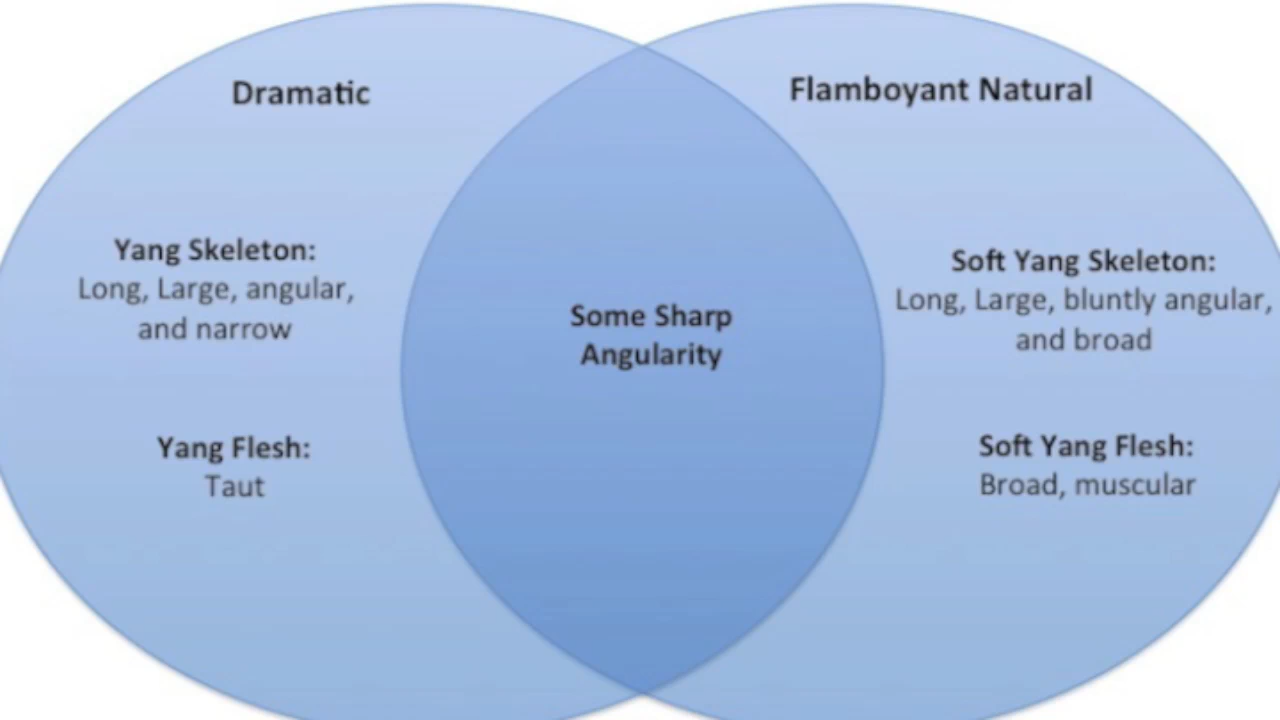 Dramatic
Yang Skeleton:
Long, Large, angular,
and narrow
Yang Flesh:
Taut
Some Sharp
Angularity
Flamboyant Natural
Soft Yang Skeleton:
Long, Large, bluntly angular,
and broad
Soft Yang Flesh:
Broad, muscular